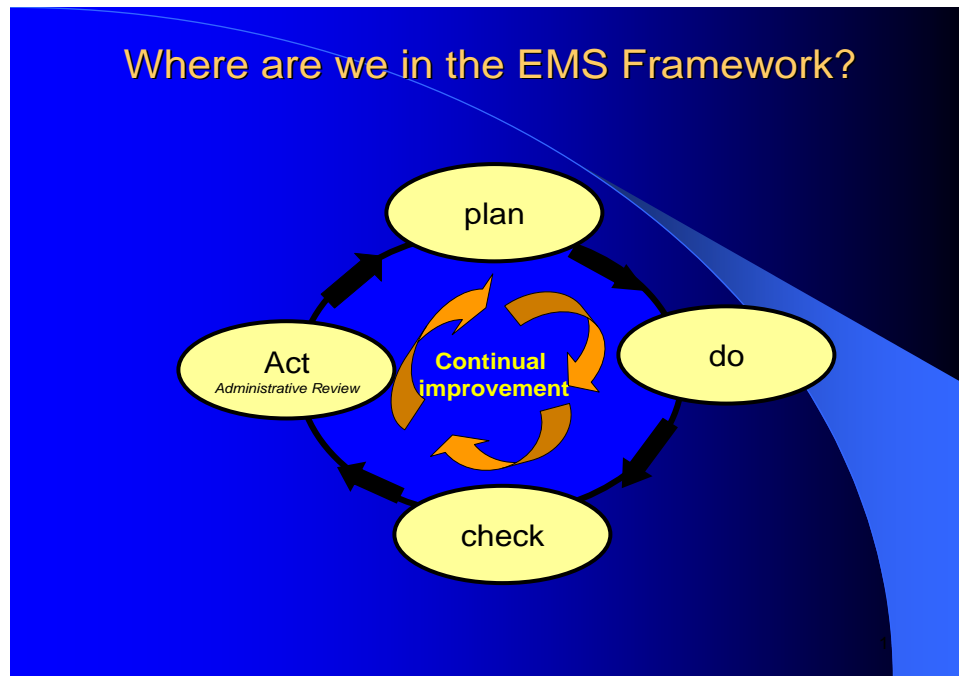 Where are we in the EMS Framework?
plan
Act
Administrative Review
Continual
improvement
do
check